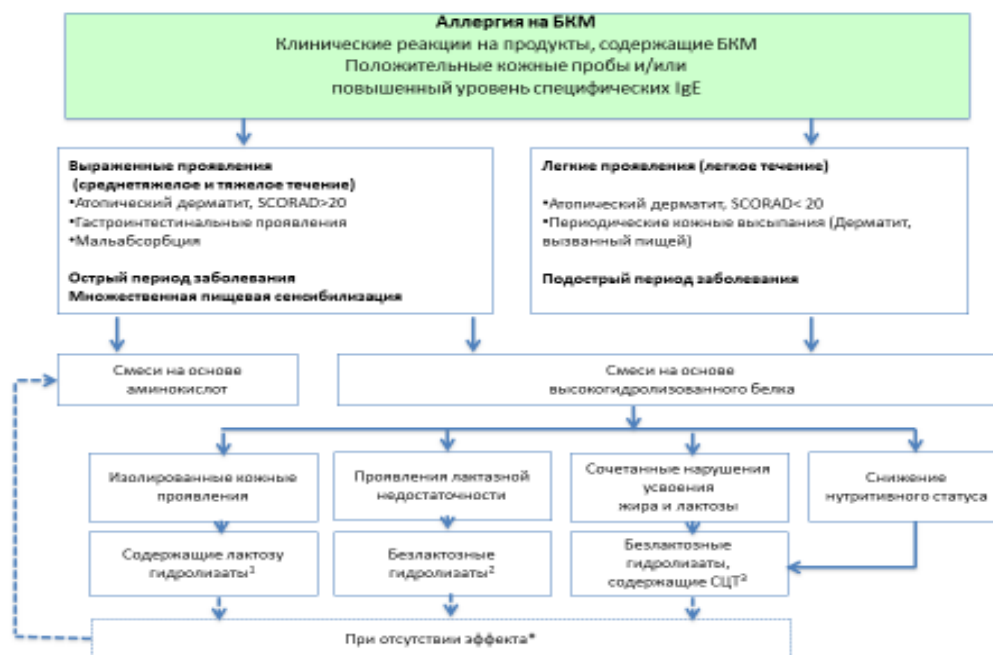 Аллергия на БКМ
Клинические реакции на продукты, содержащие БКМ
Положительные кожные пробы и/или
повышенный уровень специфических IgE
Выраженные проявления
(среднетяжелое и тяжелое течение)
•Атопический дерматит, SCORAD>20
•Гастроинтестинальные проявления
•Мальабсорбция
Острый период заболевания
Множественная пищевая сенсибилизация
Легкие проявления (легкое течение)
•Атопический дерматит, SCORAD< 20
•Периодические кожные высыпания (Дерматит,
вызванный пищей)
Подострый период заболевания
Смеси на основе
аминокислот
Смеси на основе
высокогидролизованного белка
Изолированные кожные
проявления
Проявления лактазной
недостаточности
Сочетанные нарушения
усвоения
жира и лактозы
Снижение
нутритивного статуса
Содержащие лактозу
гидролизаты¹
Безлактозные
гидролизаты²
Безлактозные
гидролизаты,
содержащие СЦТ³
При отсутствии эффекта*